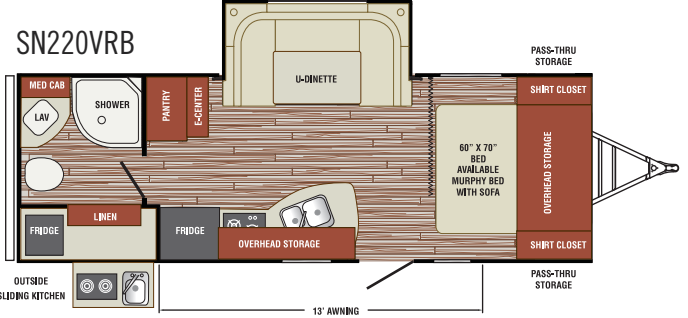 SN220VRB
PASS-THRU
STORAGE
MED CAB
SHOWER
LAV
PANTRY
E-CENTER
U-DINETTE
SHIRT CLOSET
60" X 70"
BED
AVAILABLE
MURPHY BED
WITH SOFA
OVERHEAD STORAGE
LINEN
FRIDGE
FRIDGE
OVERHEAD STORAGE
SHIRT CLOSET
OUTSIDE
SLIDING KITCHEN
PASS-THRU
STORAGE
13' AWNING